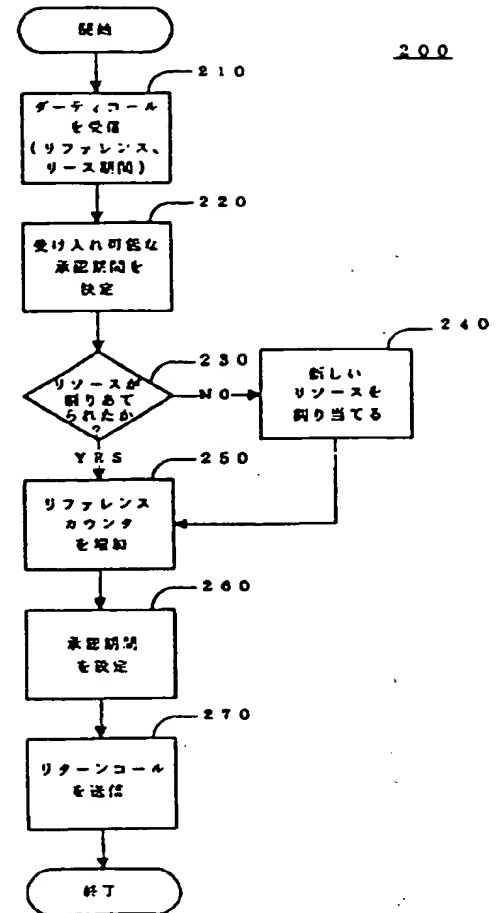 開始
200
210
ダーティコール
を受信
(リファレンス、
リース期間)
220
受け入れ可能な
承認期間を
決定
230
リソースが
割りあて
られたか
?
NO
240
新しい
リソースを
割り当てる
YRS
250
リファレンス
カウンタ
を増加
260
承認期間
を設定
270
リターンコール
を送信
終了